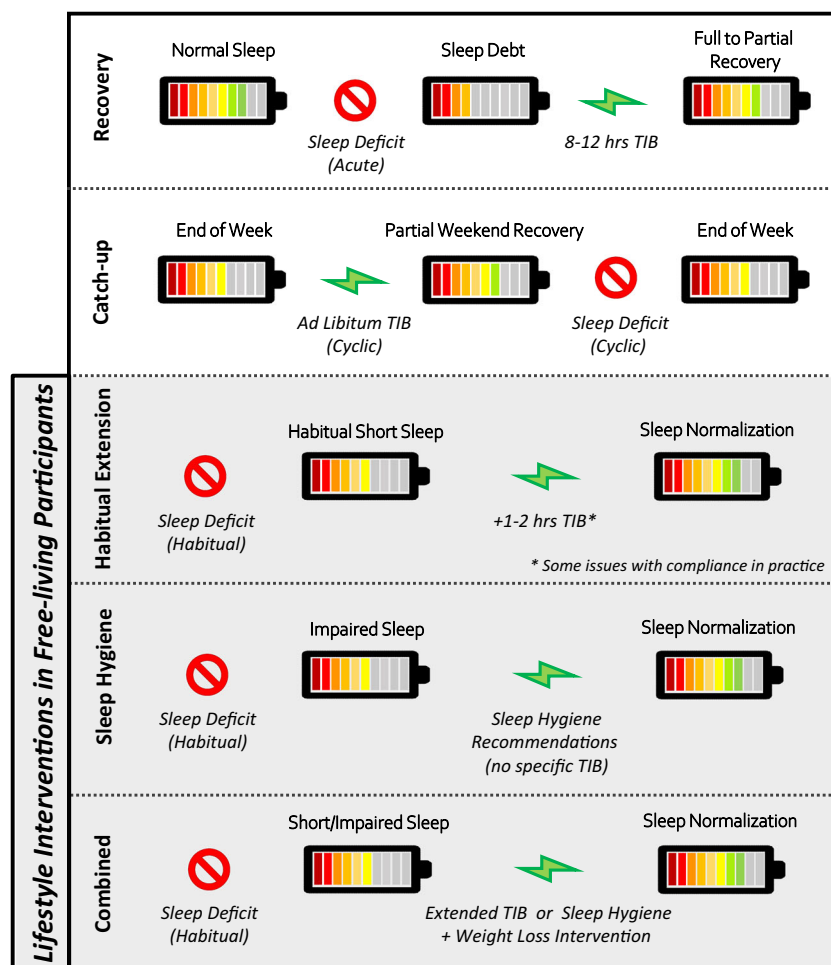 Lifestyle Interventions in Free-living Participants
Recovery
Normal Sleep
Sleep Deficit
(Acute)
Sleep Debt
8-12 hrs TIB
Full to Partial
Recovery
Catch-up
End of Week
Ad Libitum TIB
(Cyclic)
Partial Weekend Recovery
Sleep Deficit
(Cyclic)
End of Week
Habitual Extension
Sleep Deficit
(Habitual)
Habitual Short Sleep
+1-2 hrs TIB*
Sleep Normalization
* Some issues with compliance in practice
Sleep Hygiene
Sleep Deficit
(Habitual)
Impaired Sleep
Sleep Hygiene
Recommendations
(no specific TIB)
Sleep Normalization
Combined
Sleep Deficit
(Habitual)
Short/Impaired Sleep
Extended TIB or Sleep Hygiene
+ Weight Loss Intervention
Sleep Normalization